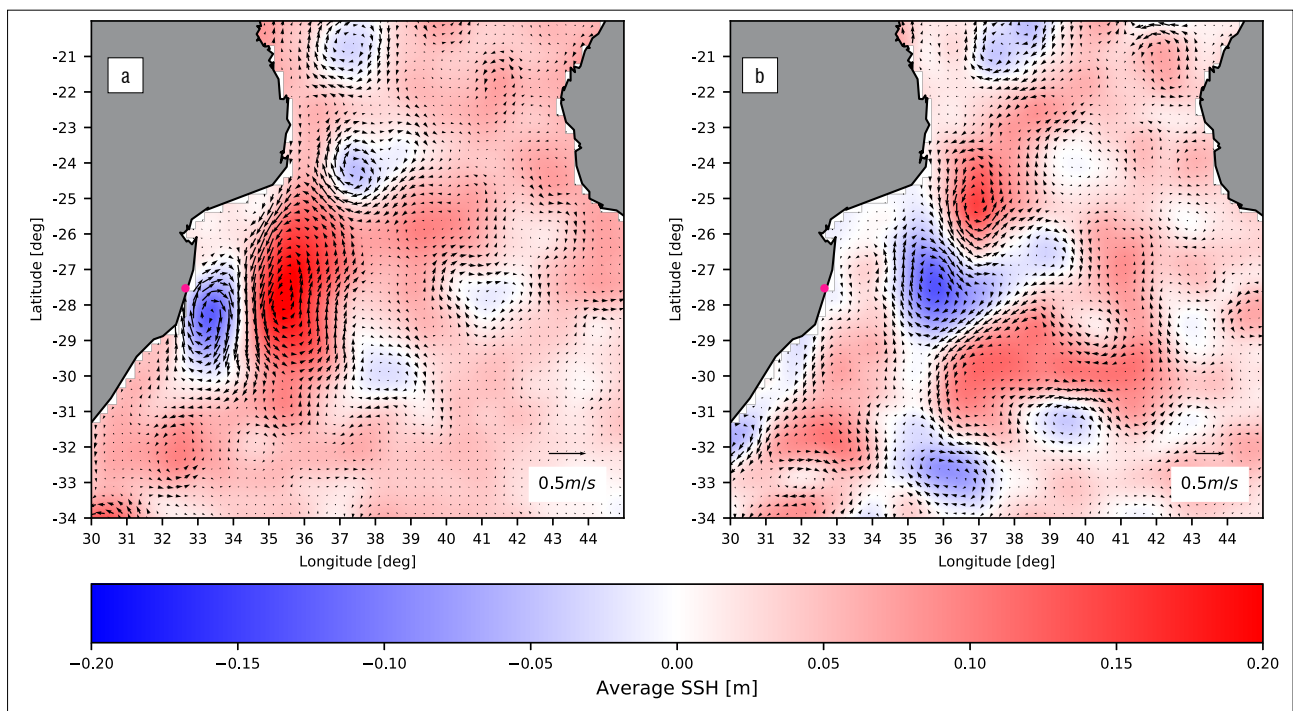 a
-21
-22
-23
-24
-25
-26
-27
-28
-29
-30
-31
-32
-33
-34
Latitude [deg]
30 31 32 33 34 35 36 37 38 39 40 41 42 43 44
Longitude [deg]
0.5m/s
b
-21
-22
-23
-24
-25
-26
-27
-28
-29
-30
-31
-32
-33
-34
Latitude [deg]
30 31 32 33 34 35 36 37 38 39 40 41 42 43 44
Longitude [deg]
0.5m/s
−0.20 −0.15 −0.10 −0.05 0.00 0.05 0.10 0.15 0.20
Average SSH [m]